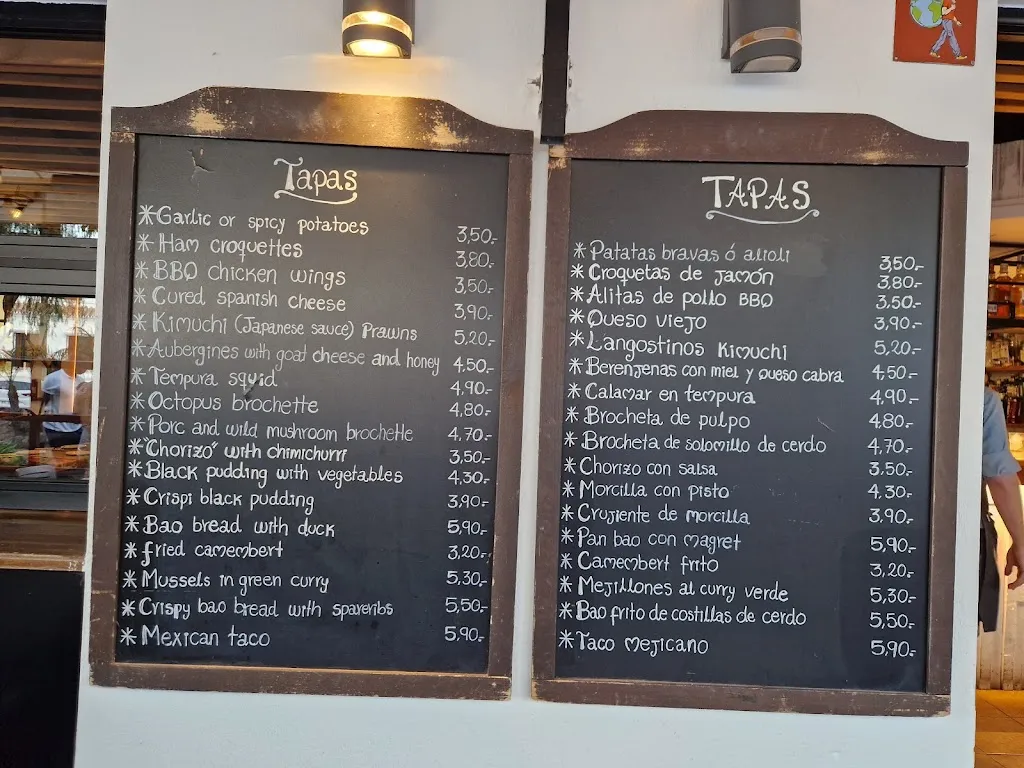 Tapas
*Garlic or spicy potatoes 3,50.-
*Ham croquettes 3,80.-
*BBQ chicken wings 3,50.-
*Cured spanish cheese 3,90.-
*Kimuchi (Japanese sauce) Prawns 5,20.-
*Aubergines with goat cheese and honey 4,50.-
*Tempura squid 4,90.-
*Octopus brochette 4,80.-
*Porc and wild mushroom brochette 4,70.-
*"Chorizo" with chimichurri 3,50.-
*Black pudding with vegetables 4,30.-
*Crispi black pudding 3,90.-
*Bao bread with duck 5,90.-
*fried camembert 3,20.-
*Mussels in green curry 5,30.-
*Crispy bao bread with spareribs 5,50.-
*Mexican taco 5,90.-
TAPAS
*Patatas bravas ó alioli 3,50.-
*Croquetas de jamón 3,80.-
*Alitas de pollo BBQ 3,50.-
*Queso viejo 3,90.-
*Langostinos Kimuchi 5,20.-
*Berenjenas con miel y queso cabra 4,50.-
*Calamar en tempura 4,90.-
*Brocheta de pulpo 4,80.-
*Brocheta de solomillo de cerdo 4,70.-
*Chorizo con salsa 3,50.-
*Morcilla con pisto 4,30.-
*Crujiente de morcilla 3,90.-
*Pan bao con magret 5,90.-
*Camembert frito 3,20.-
*Mejillones al curry verde 5,30.-
*Bao frito de costillas de cerdo 5,50.-
*Taco Mejicano 5,90.-